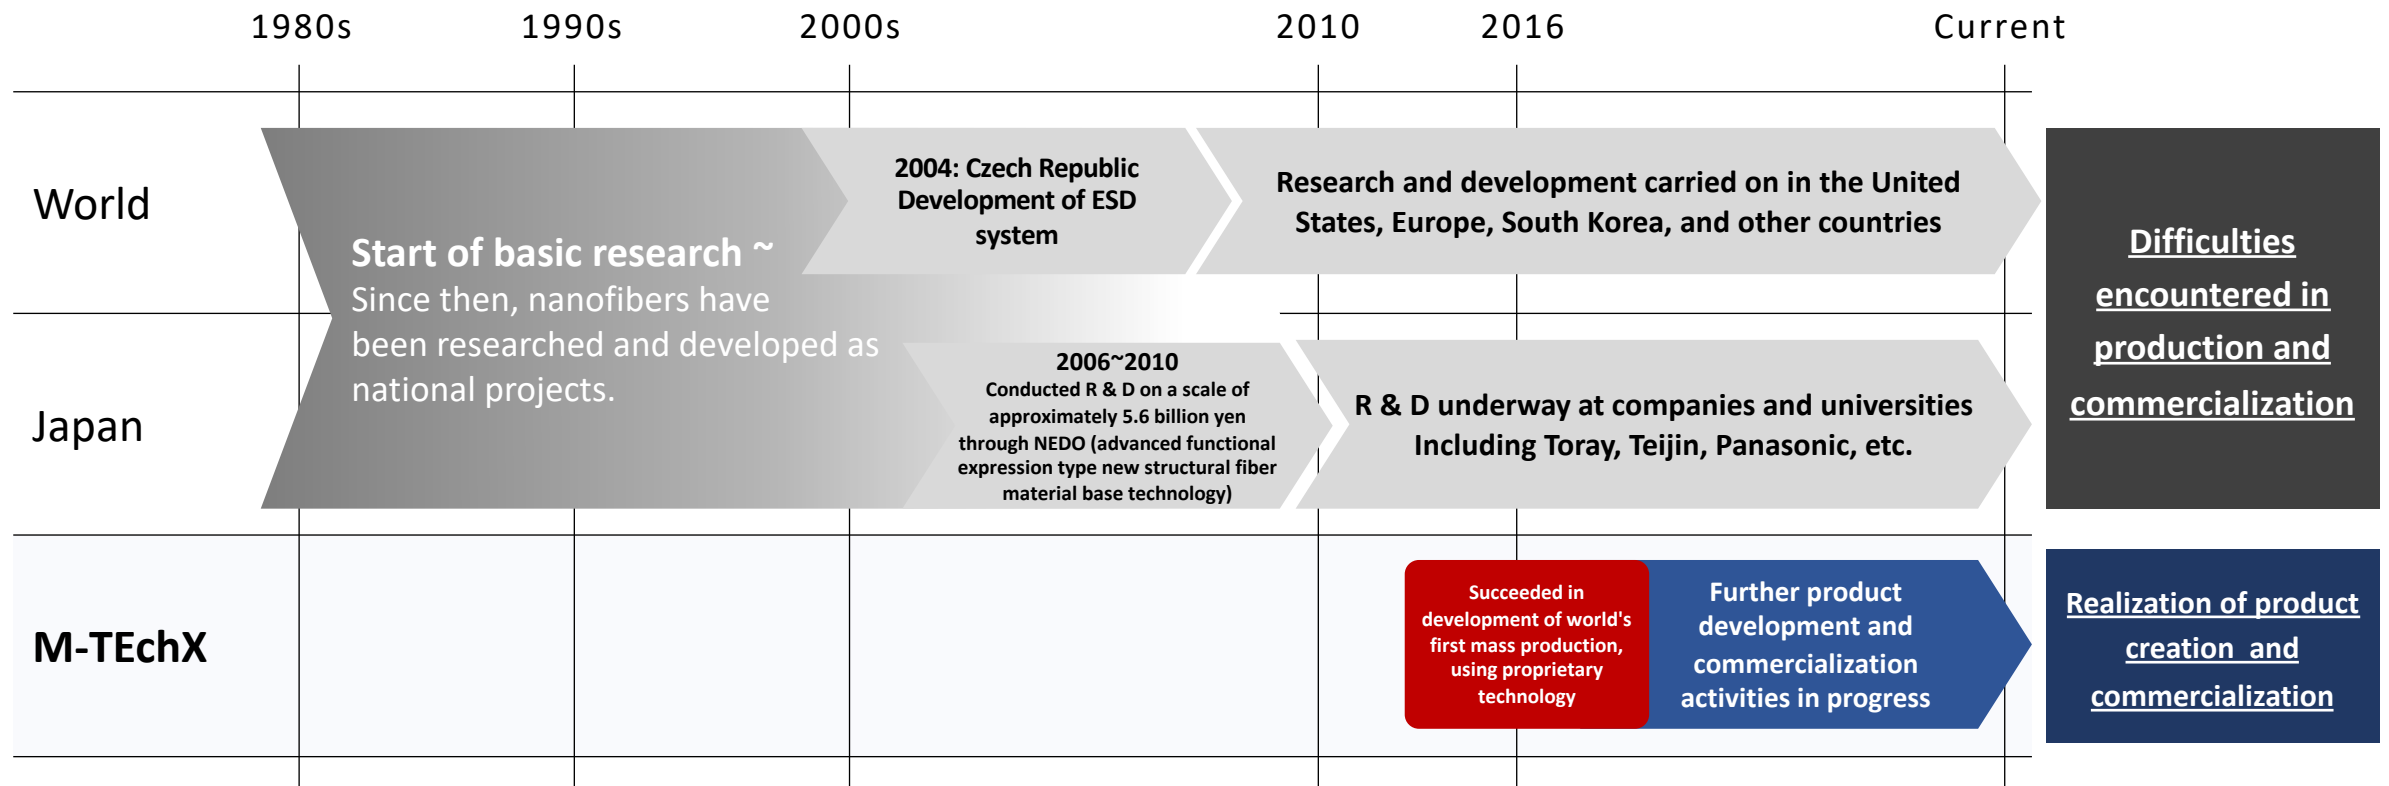 1980s 1990s 2000s 2010 2016 Current
World
Start of basic research ~
Since then, nanofibers have
been researched and developed as
national projects.
2004: Czech Republic
Development of ESD
system
Research and development carried on in the United
States, Europe, South Korea, and other countries
Difficulties
encountered in
production and
commercialization
Japan
2006~2010
Conducted R & D on a scale of
approximately 5.6 billion yen
through NEDO (advanced functional
expression type new structural fiber
material base technology)
R & D underway at companies and universities
Including Toray, Teijin, Panasonic, etc.
M-TEchX
Succeeded in
development of world's
first mass production,
using proprietary
technology
Further product
development and
commercialization
activities in progress
Realization of product
creation and
commercialization